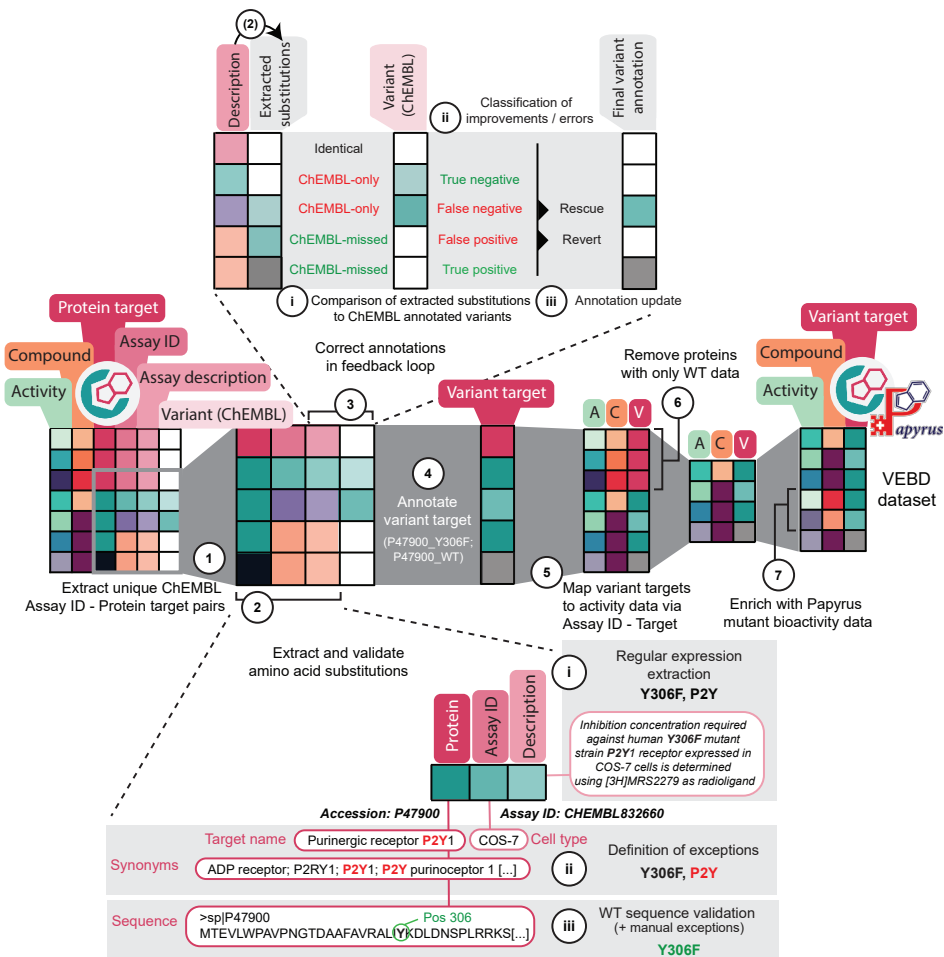 (2)
Description
Extracted
substitutions
Variant
(ChEMBL)
Final variant
annotation
ii
Classification of
improvements / errors
Identical
ChEMBL-only
True negative
ChEMBL-only
False negative
Rescue
ChEMBL-missed
False positive
Revert
ChEMBL-missed
True positive
i
Comparison of extracted substitutions
to ChEMBL annotated variants
iii
Annotation update
Protein target
Compound
Assay ID
Activity
Assay description
Variant (ChEMBL)
Correct annotations
in feedback loop
3
Variant target
Remove proteins
with only WT data
6
A C V
A C V
Variant target
Compound
Activity
Papyrus
VEBD
dataset
4
Annotate
variant target
(P47900_Y306F;
P47900_WT)
1
Extract unique ChEMBL
Assay ID - Protein target pairs
2
5
Map variant targets
to activity data via
Assay ID - Target
7
Enrich with Papyrus
mutant bioactivity data
Extract and validate
amino acid substitutions
i
Regular expression
extraction
Y306F, P2Y
Protein
Assay ID
Description
Inhibition concentration required
against human Y306F mutant
strain P2Y1 receptor expressed in
COS-7 cells is determined
using [3H]MRS2279 as radioligand
Accession: P47900
Assay ID: CHEMBL832660
Target name
Purinergic receptor P2Y1
COS-7
Cell type
Synonyms
ADP receptor; P2RY1; P2Y1; P2Y purinoceptor 1 [...]
ii
Definition of exceptions
Y306F, P2Y
Sequence
>sp|P47900
Pos 306
MTEVLWPAVPNGTDAAFAVRALIYKDLDNSPLRRKS[...]
iii
WT sequence validation
(+ manual exceptions)
Y306F